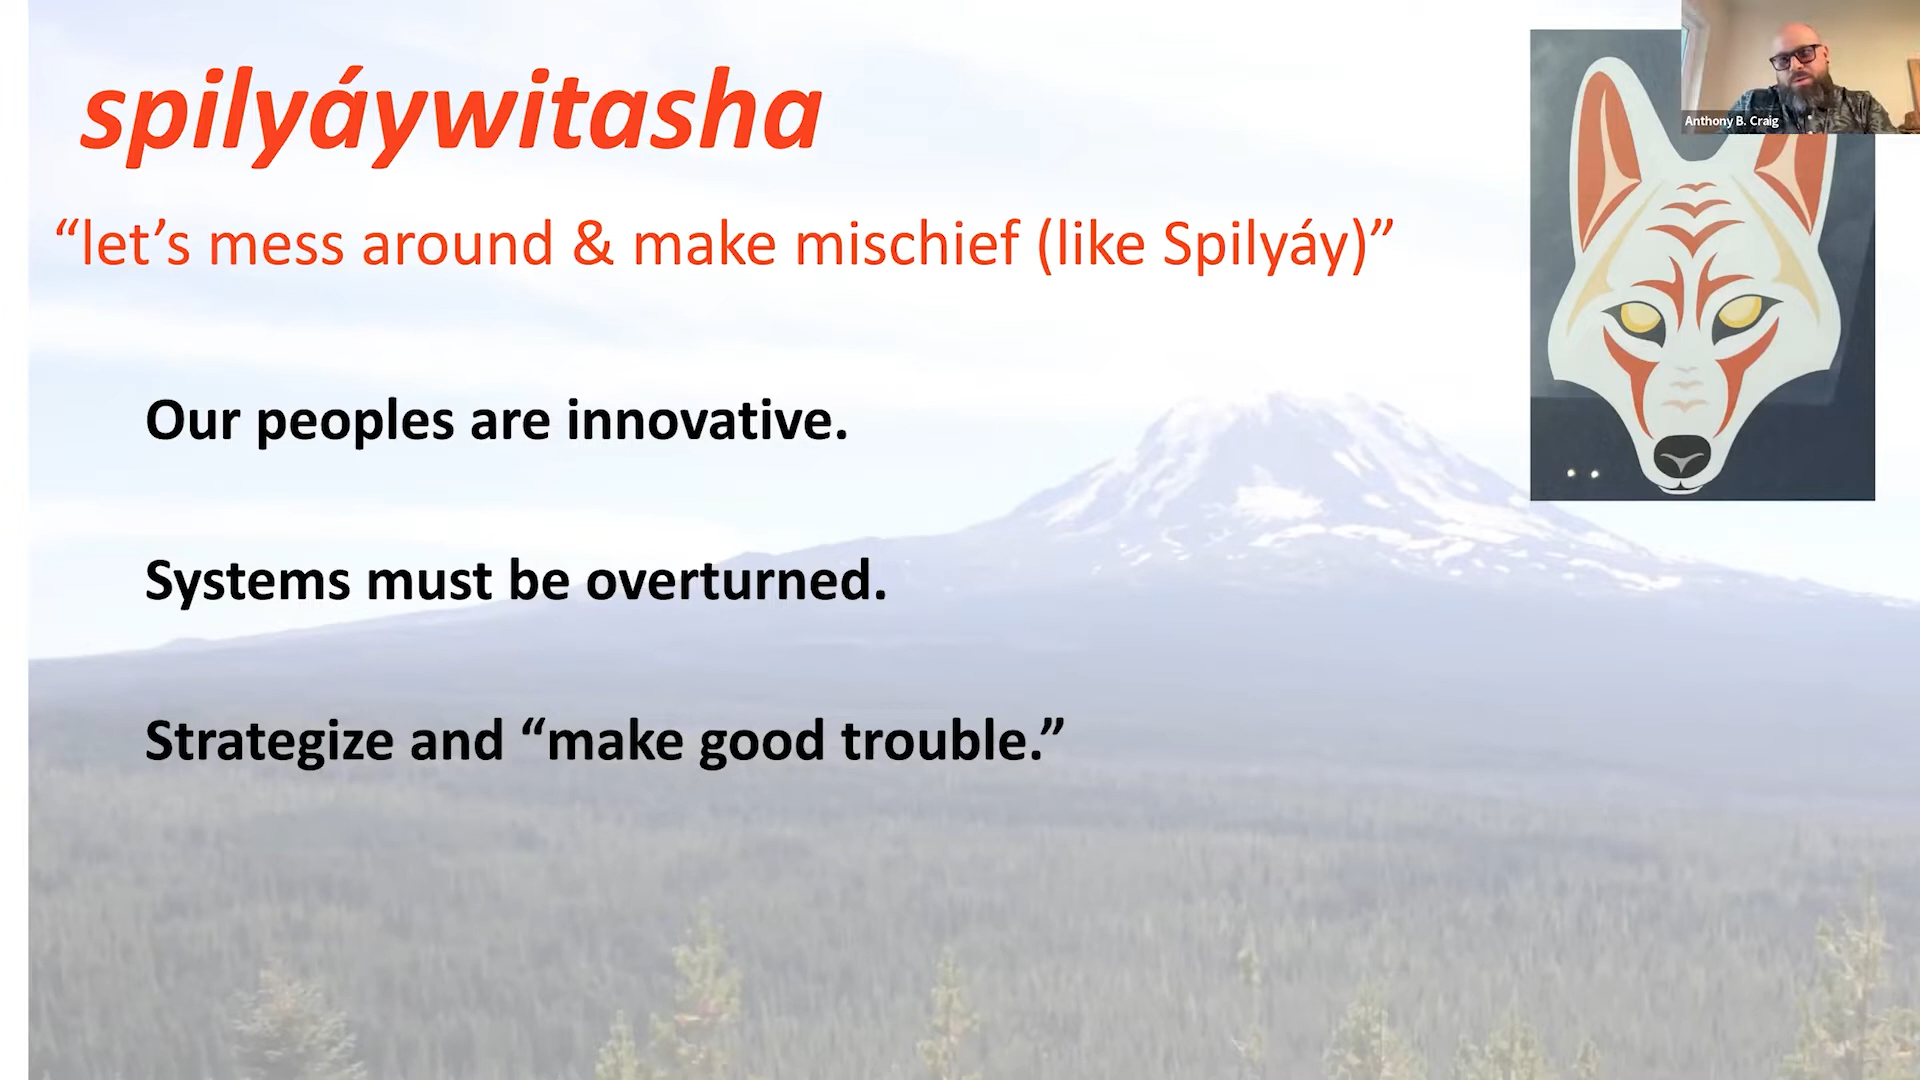 spilyáywitasha
Anthony B. Craig
“let’s mess around & make mischief (like Spilyáy)”
Our peoples are innovative.
Systems must be overturned.
Strategize and “make good trouble.”